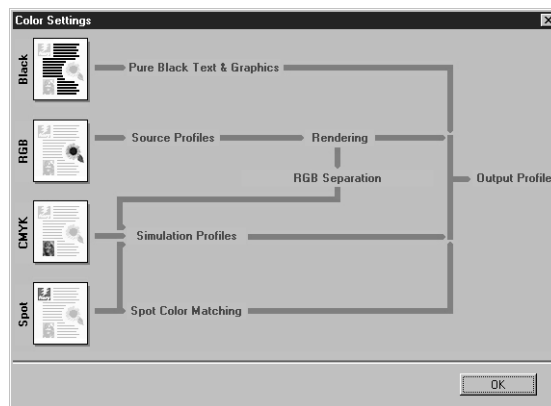 Color Settings
Black
Pure Black Text & Graphics
RGB
Source Profiles
Rendering
RGB Separation
Output Profile
CMYK
Simulation Profiles
Spot
Spot Color Matching
OK